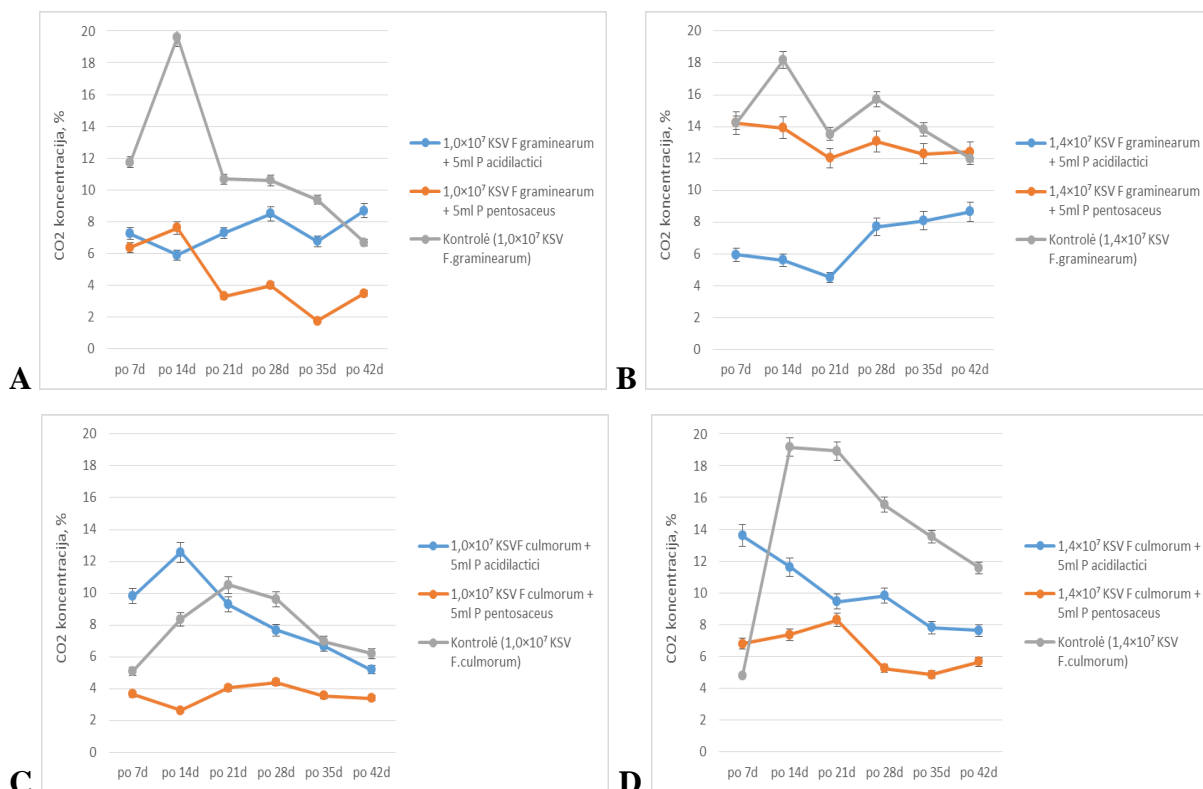 20
18
16
14
12
10
8
6
4
2
0
CO2 koncentracija, %
po 7d po 14d po 21d po 28d po 35d po 42d
1,0×10⁷ KSV F graminearum
+ 5ml P acidilactici
1,0×10⁷ KSV F graminearum
+ 5ml P pentosaceus
Kontrolė (1,0×10⁷ KSV
F.graminearum)
A
20
18
16
14
12
10
8
6
4
2
0
CO2 koncentracija, %
po 7d po 14d po 21d po 28d po 35d po 42d
1,4×10⁷ KSV F graminearum
+ 5ml P acidilactici
1,4×10⁷ KSV F graminearum
+ 5ml P pentosaceus
Kontrolė (1,4×10⁷ KSV
F.graminearum)
B
20
18
16
14
12
10
8
6
4
2
0
CO2 koncentracija, %
po 7d po 14d po 21d po 28d po 35d po 42d
1,0×10⁷ KSVF culmorum +
5ml P acidilactici
1,0×10⁷ KSV F culmorum +
5ml P pentosaceus
Kontrolė (1,0×10⁷ KSV
F.culmorum)
C
20
18
16
14
12
10
8
6
4
2
0
CO2 koncentracija, %
po 7d po 14d po 21d po 28d po 35d po 42d
1,4×10⁷ KSV F culmorum +
5ml P acidilactici
1,4×10⁷ KSV F culmorum +
5ml P pentosaceus
Kontrolė (1,4×10⁷ KSV
F.culmorum)
D